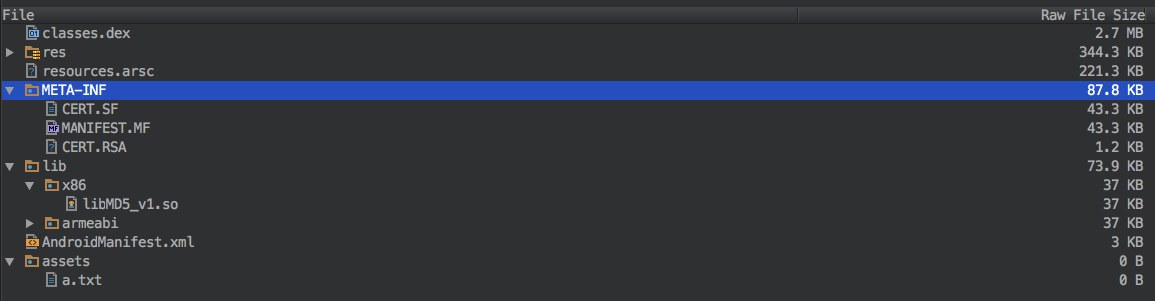 File Raw File Size
classes.dex 2.7 MB
res 344.3 KB
resources.arsc 221.3 KB
META-INF 87.8 KB
CERT.SF 43.3 KB
MANIFEST.MF 43.3 KB
CERT.RSA 1.2 KB
lib 73.9 KB
x86 37 KB
libMD5_v1.so 37 KB
armeabi 37 KB
AndroidManifest.xml 3 KB
assets 0 B
a.txt 0 B